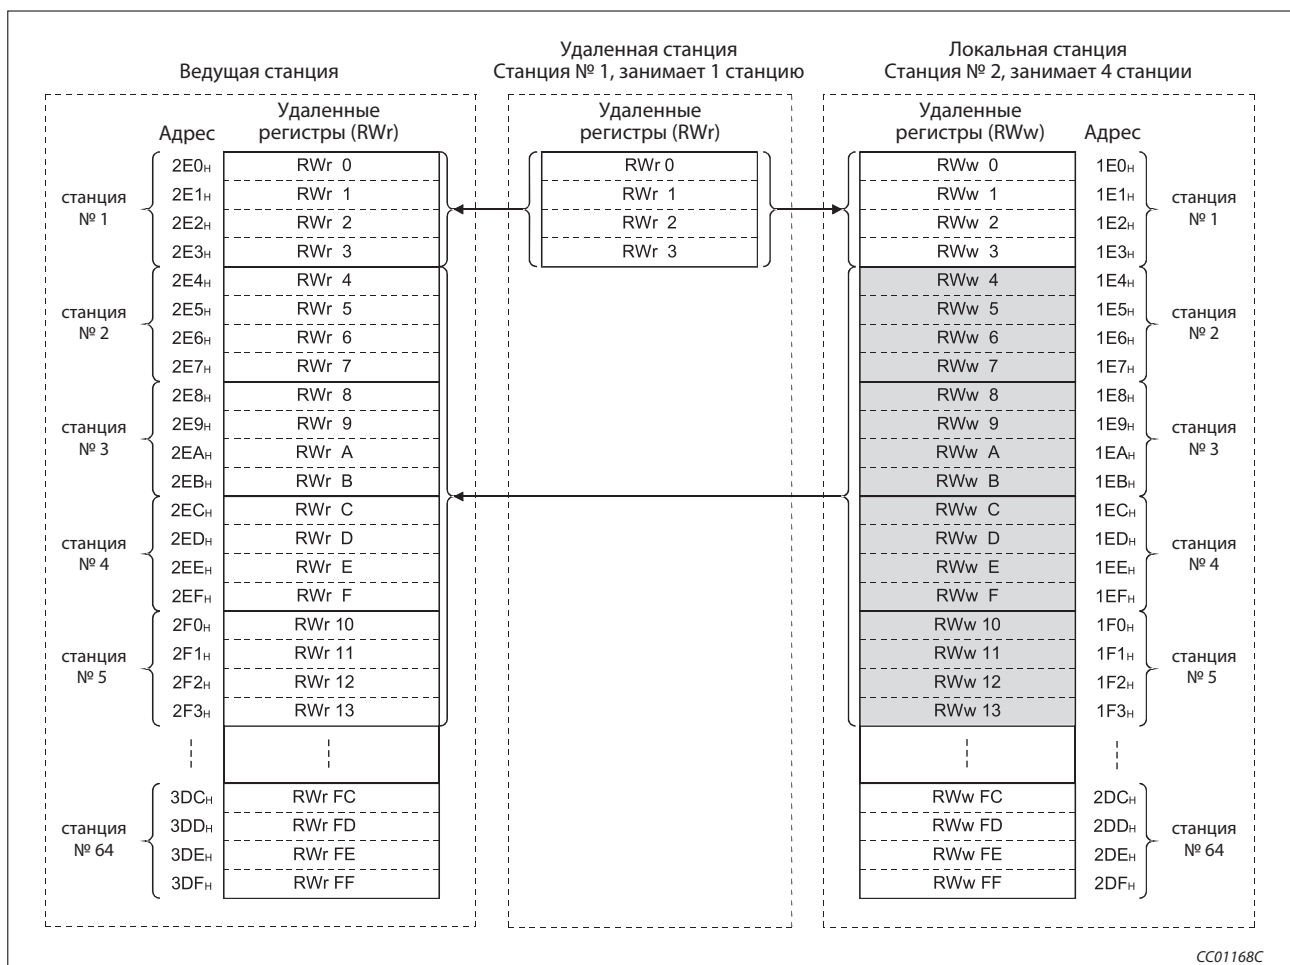 Ведущая станция
Удаленная станция
Станция № 1, занимает 1 станцию
Локальная станция
Станция № 2, занимает 4 станции
Адрес
Удаленные
регистры (RWr)
станция
№ 1
2E0H RWr 0
2E1H RWr 1
2E2H RWr 2
2E3H RWr 3
станция
№ 2
2E4H RWr 4
2E5H RWr 5
2E6H RWr 6
2E7H RWr 7
станция
№ 3
2E8H RWr 8
2E9H RWr 9
2EAH RWr A
2EBH RWr B
станция
№ 4
2ECH RWr C
2EDH RWr D
2EEH RWr E
2EFH RWr F
станция
№ 5
2F0H RWr 10
2F1H RWr 11
2F2H RWr 12
2F3H RWr 13
станция
№ 64
3DCH RWr FC
3DDH RWr FD
3DEH RWr FE
3DFH RWr FF
Удаленные
регистры (RWr)
RWr 0
RWr 1
RWr 2
RWr 3
Удаленные
регистры (RWw)
Адрес
RWw 0 1E0H
RWw 1 1E1H
RWw 2 1E2H
RWw 3 1E3H
станция
№ 1
RWw 4 1E4H
RWw 5 1E5H
RWw 6 1E6H
RWw 7 1E7H
станция
№ 2
RWw 8 1E8H
RWw 9 1E9H
RWw A 1EAH
RWw B 1EBH
станция
№ 3
RWw C 1ECH
RWw D 1EDH
RWw E 1EEH
RWw F 1EFH
станция
№ 4
RWw 10 1F0H
RWw 11 1F1H
RWw 12 1F2H
RWw 13 1F3H
станция
№ 5
RWw FC 2DCH
RWw FD 2DDH
RWw FE 2DEH
RWw FF 2DFH
станция
№ 64
CC01168C